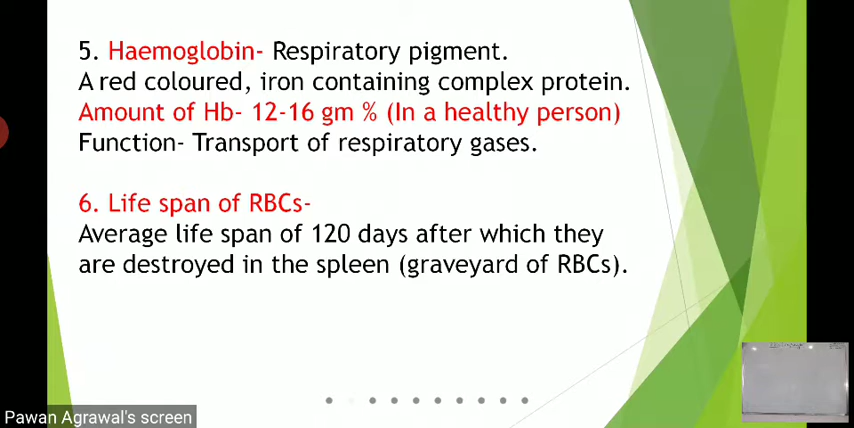 5. Haemoglobin- Respiratory pigment.
A red coloured, iron containing complex protein.
Amount of Hb- 12-16 gm % (In a healthy person)
Function- Transport of respiratory gases.
6. Life span of RBCs-
Average life span of 120 days after which they
are destroyed in the spleen (graveyard of RBCs).
Pawan Agrawal's screen